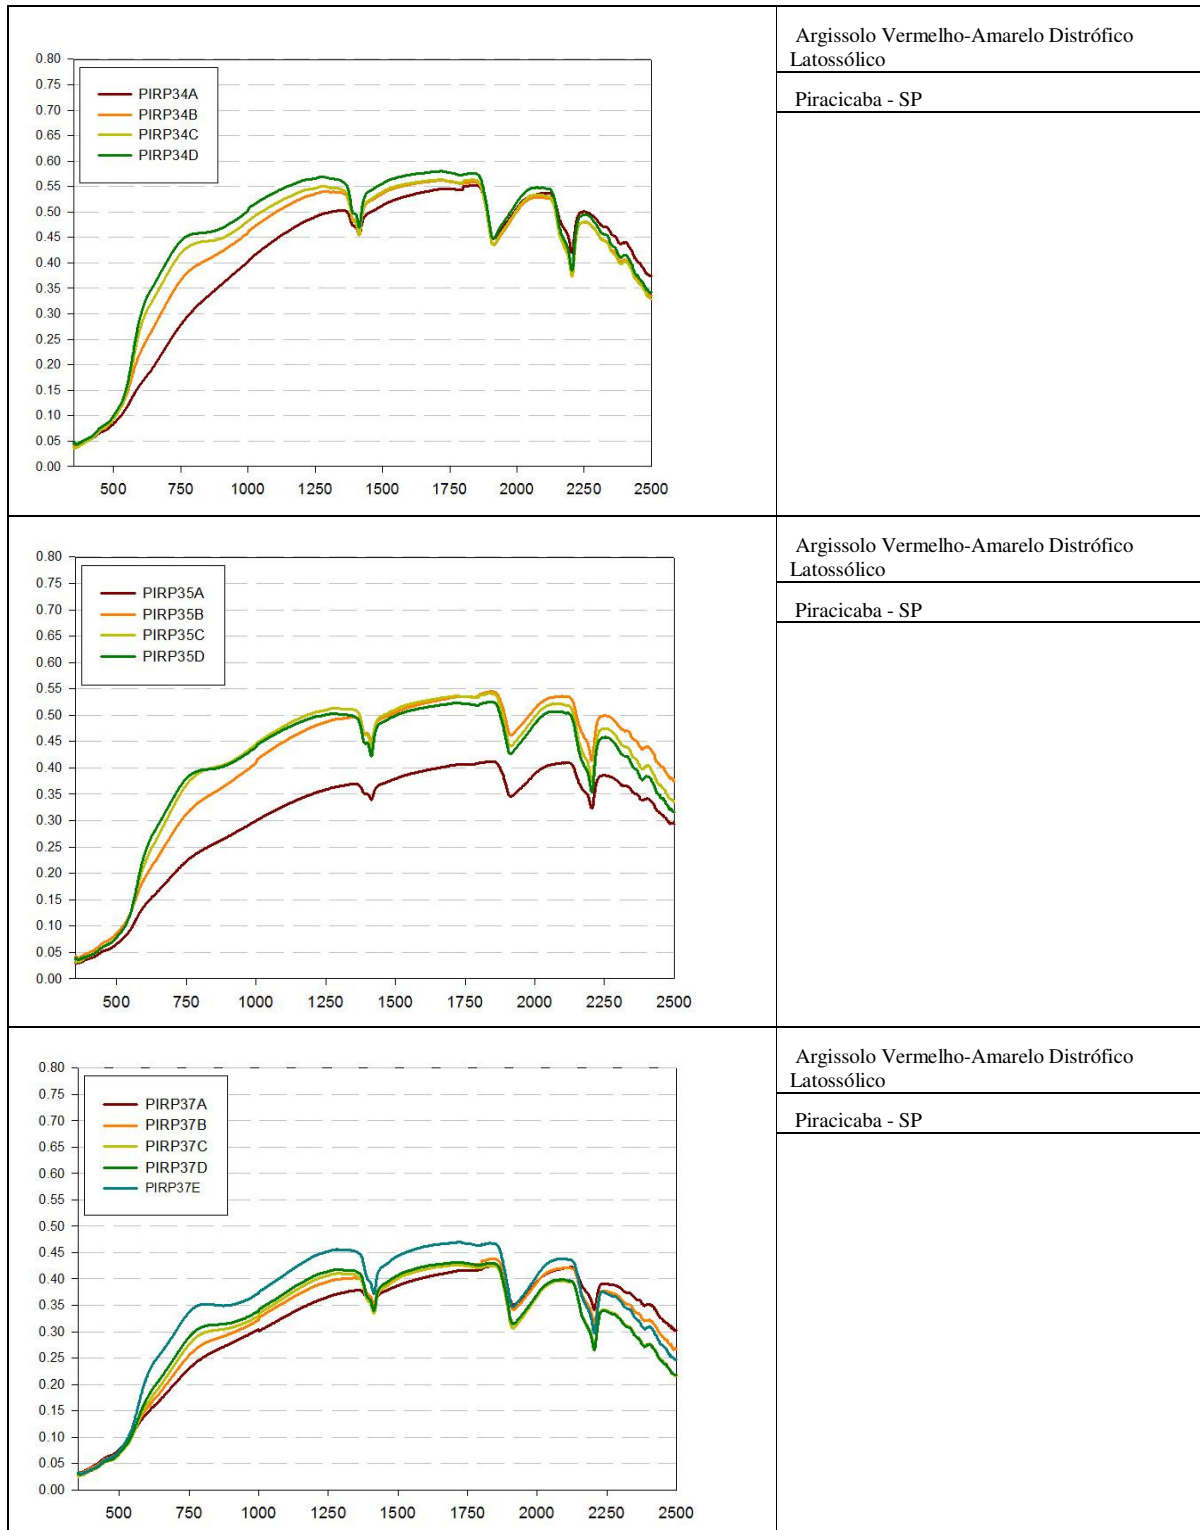 Argissolo Vermelho-Amarelo Distrófico
Latossólico
Piracicaba - SP
0.80
0.75
0.70
0.65
0.60
0.55
0.50
0.45
0.40
0.35
0.30
0.25
0.20
0.15
0.10
0.05
0.00
PIRP34A
PIRP34B
PIRP34C
PIRP34D
500 750 1000 1250 1500 1750 2000 2250 2500
Argissolo Vermelho-Amarelo Distrófico
Latossólico
Piracicaba - SP
0.80
0.75
0.70
0.65
0.60
0.55
0.50
0.45
0.40
0.35
0.30
0.25
0.20
0.15
0.10
0.05
0.00
PIRP35A
PIRP35B
PIRP35C
PIRP35D
500 750 1000 1250 1500 1750 2000 2250 2500
Argissolo Vermelho-Amarelo Distrófico
Latossólico
Piracicaba - SP
0.80
0.75
0.70
0.65
0.60
0.55
0.50
0.45
0.40
0.35
0.30
0.25
0.20
0.15
0.10
0.05
0.00
PIRP37A
PIRP37B
PIRP37C
PIRP37D
PIRP37E
500 750 1000 1250 1500 1750 2000 2250 2500